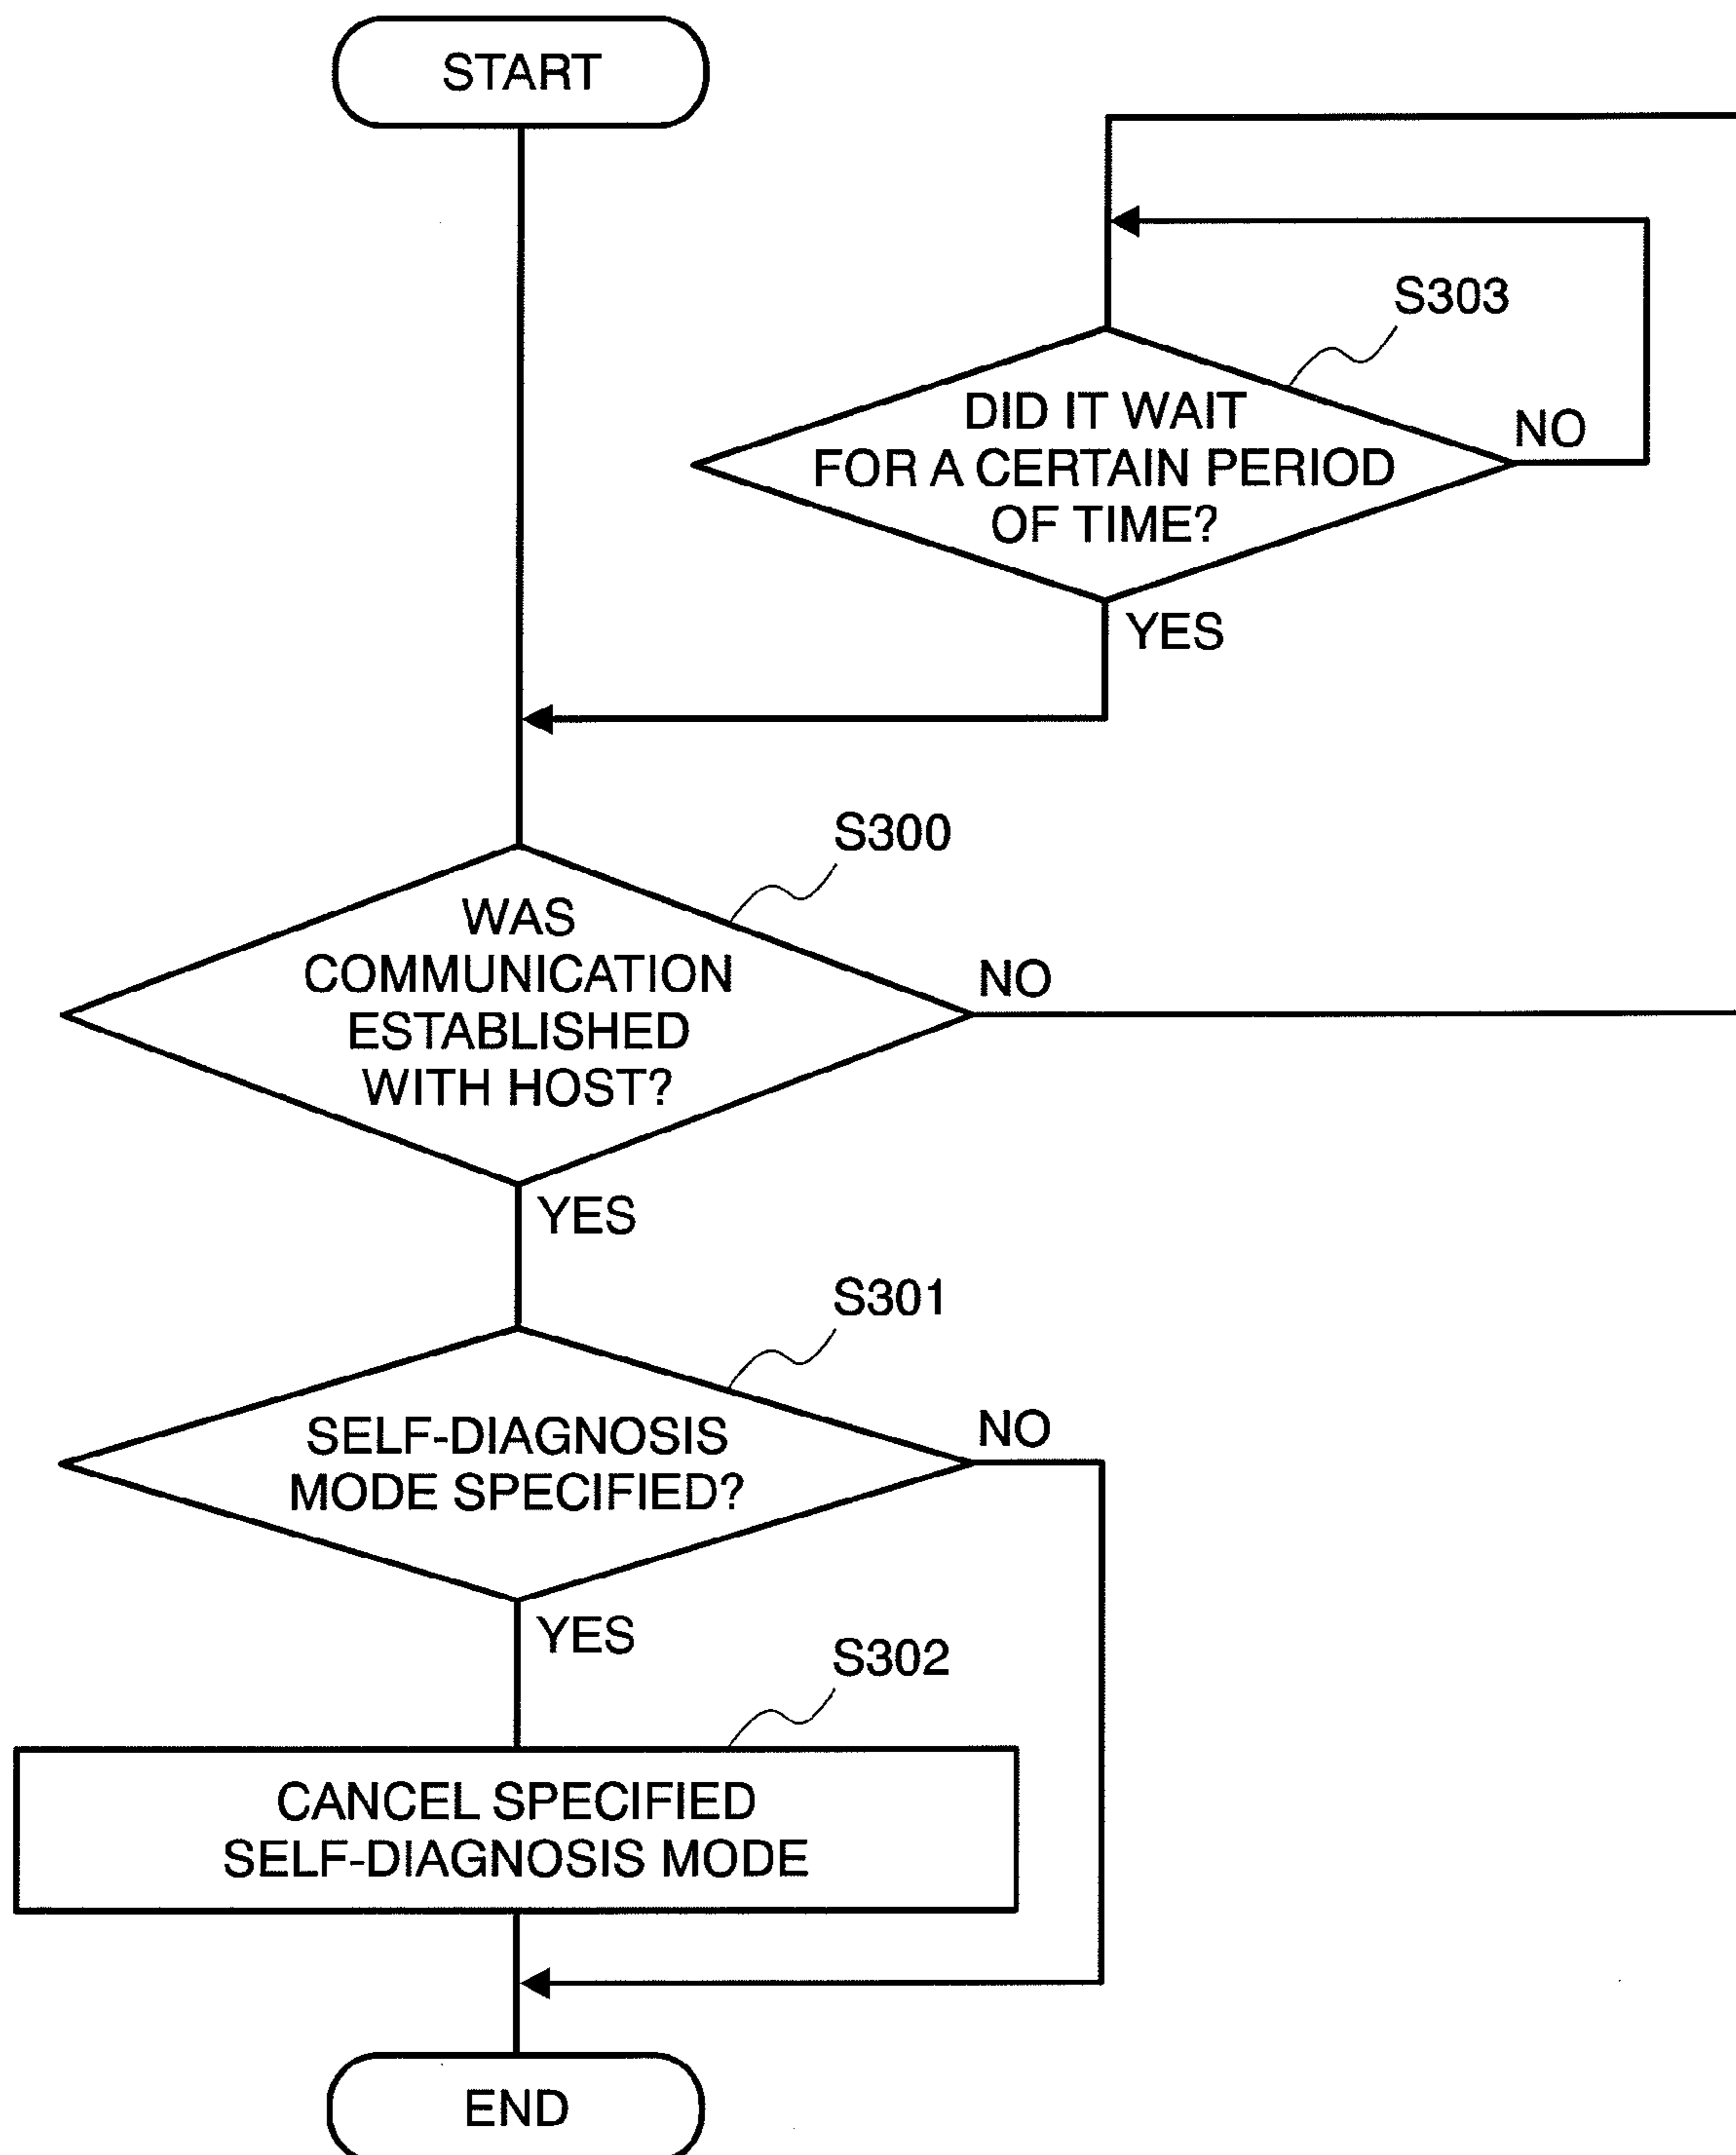 START
S303
DID IT WAIT
FOR A CERTAIN PERIOD
OF TIME?
NO
YES
S300
WAS
COMMUNICATION
ESTABLISHED
WITH HOST?
NO
YES
S301
SELF-DIAGNOSIS
MODE SPECIFIED?
NO
YES
S302
CANCEL SPECIFIED
SELF-DIAGNOSIS MODE
END